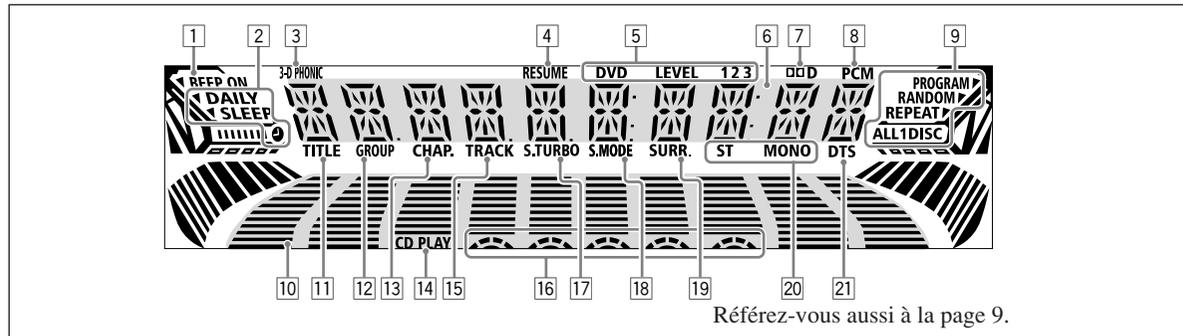 1 2 3 4 5 6 7 8 9
BEEP ON 3-D PHONIC RESUME DVD LEVEL 1 2 3 D PCM PROGRAM
DAILY RANDOM
SLEEP REPEAT
ALL1DISC
TITLE GROUP CHAP. TRACK S.TURBO S.MODE SURR. ST MONO DTS
CD PLAY
10 11 12 13 14 15 16 17 18 19 20 21
Référez-vous aussi à la page 9.